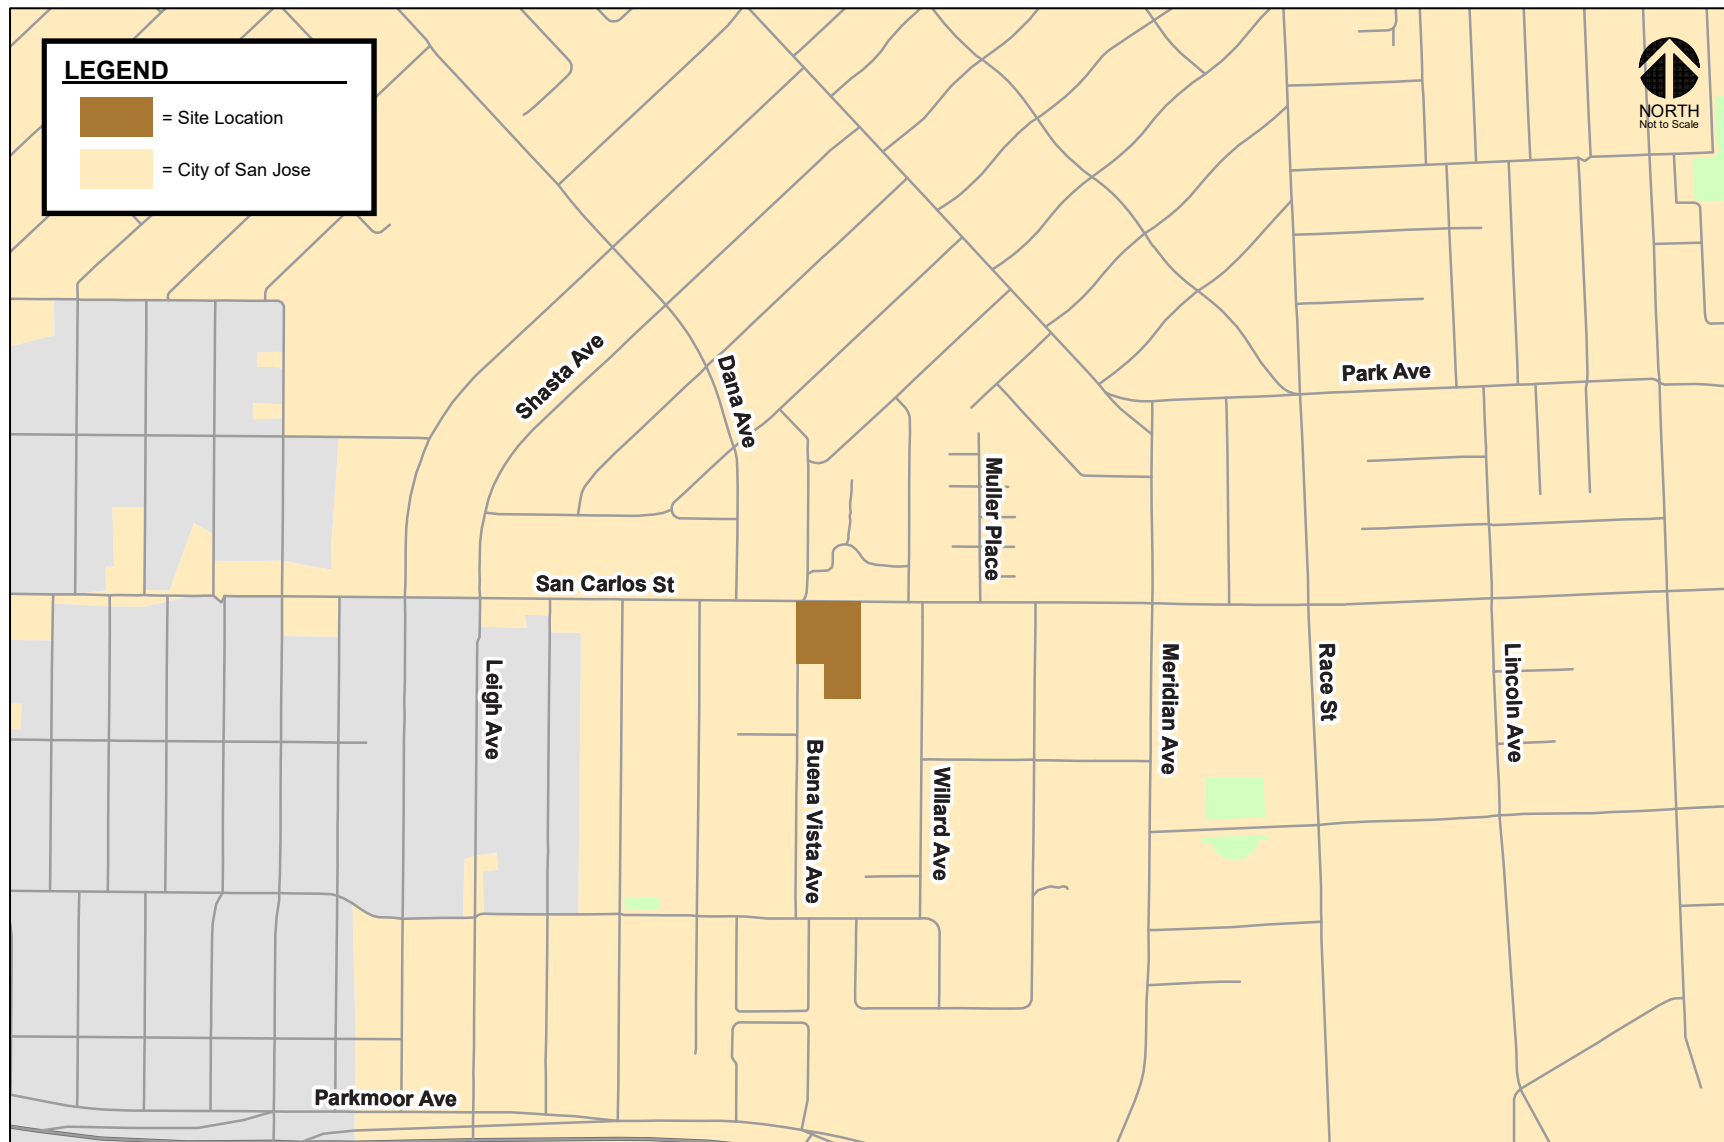 LEGEND
= Site Location
= City of San Jose
NORTH
Not to Scale
Shasta Ave
Dana Ave
Park Ave
Muller Place
San Carlos St
Leigh Ave
Buena Vista Ave
Willard Ave
Meridian Ave
Race St
Lincoln Ave
Parkmoor Ave